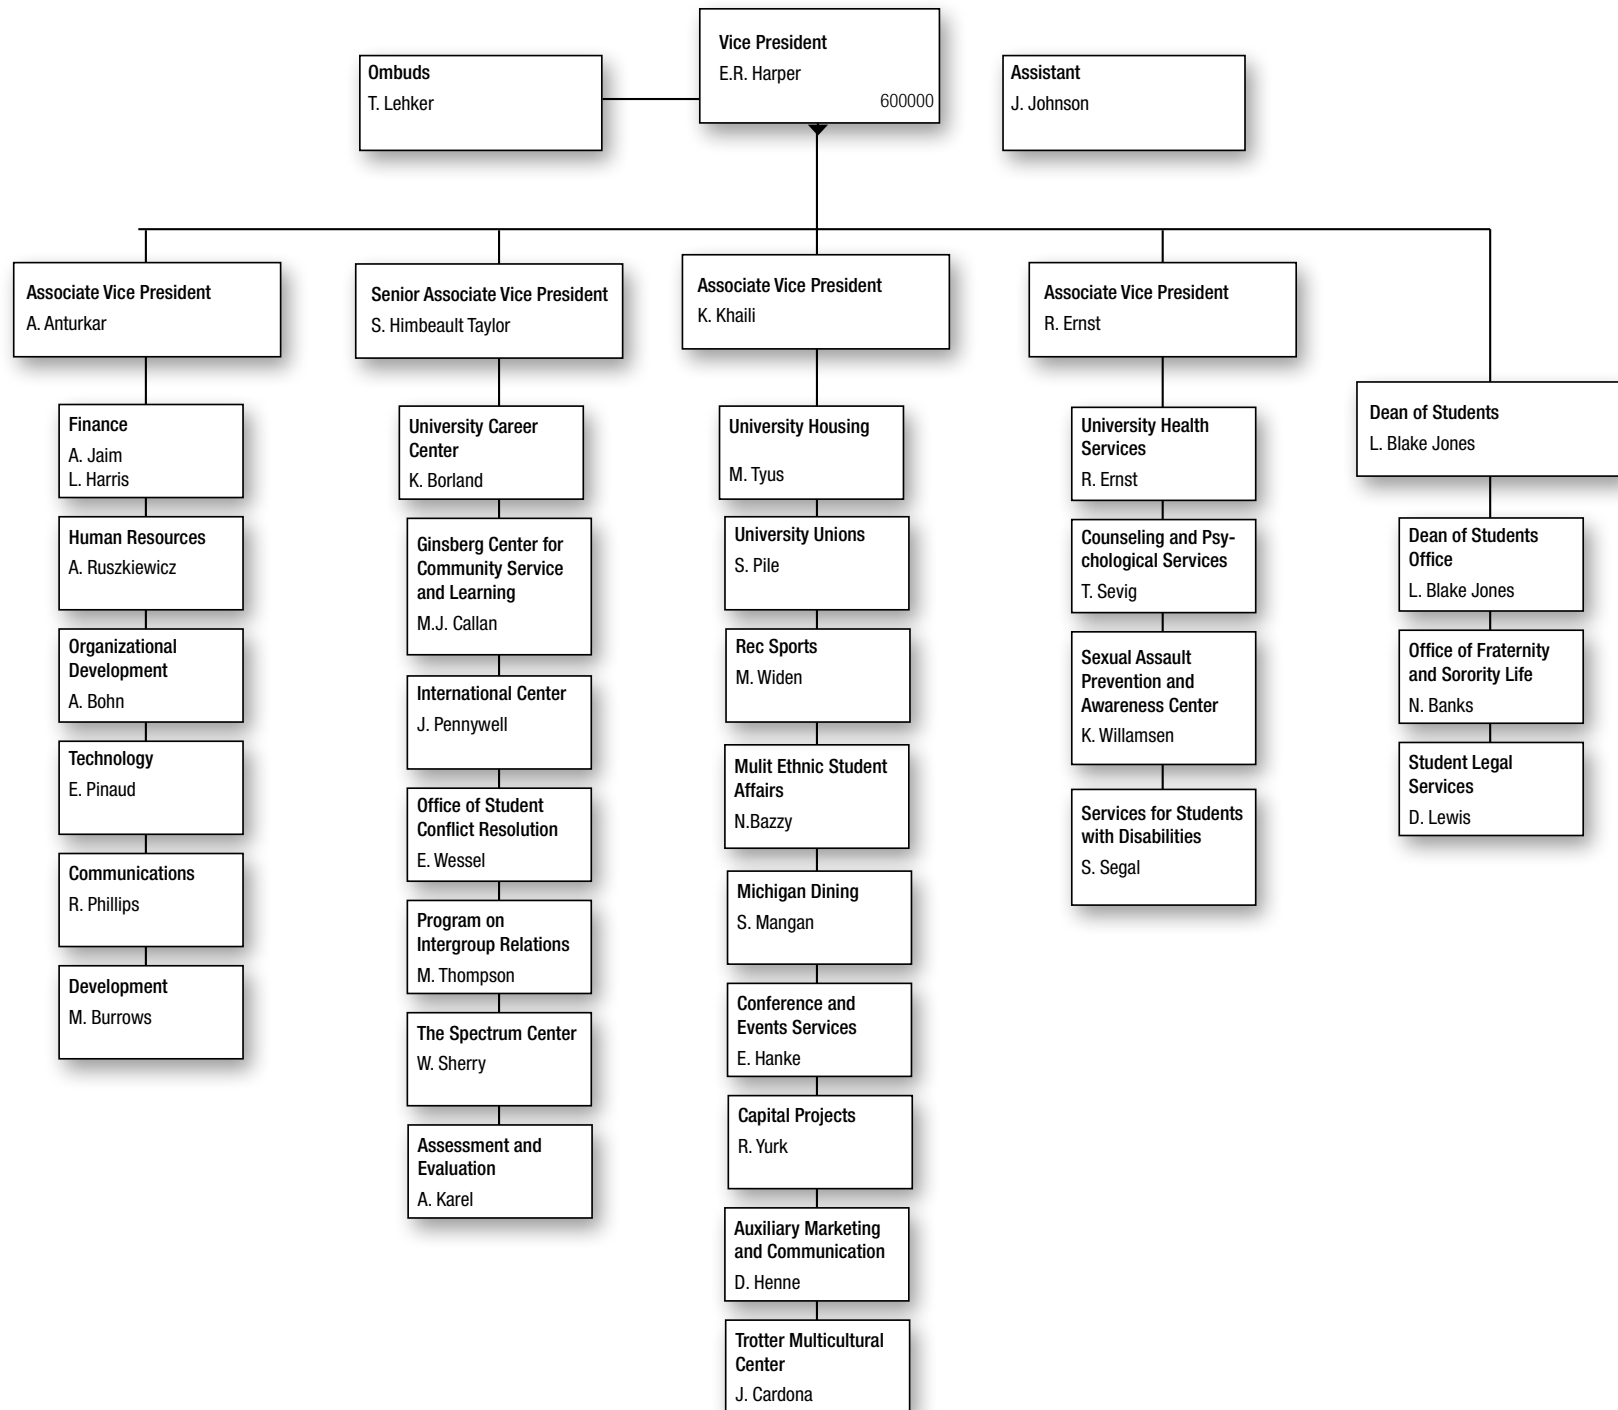 Ombuds
T. Lehker
Vice President
E.R. Harper
600000
Assistant
J. Johnson
Associate Vice President
A. Anturkar
Finance
A. Jaim
L. Harris
Human Resources
A. Ruszkiewicz
Organizational
Development
A. Bohn
Technology
E. Pinaud
Communications
R. Phillips
Development
M. Burrows
Senior Associate Vice President
S. Himbeault Taylor
University Career
Center
K. Borland
Ginsberg Center for
Community Service
and Learning
M.J. Callan
International Center
J. Pennywell
Office of Student
Conflict Resolution
E. Wessel
Program on
Intergroup Relations
M. Thompson
The Spectrum Center
W. Sherry
Assessment and
Evaluation
A. Karel
Associate Vice President
K. Khaili
University Housing
M. Tyus
University Unions
S. Pile
Rec Sports
M. Widen
Mulit Ethnic Student
Affairs
N.Bazzy
Michigan Dining
S. Mangan
Conference and
Events Services
E. Hanke
Capital Projects
R. Yurk
Auxiliary Marketing
and Communication
D. Henne
Trotter Multicultural
Center
J. Cardona
Associate Vice President
R. Ernst
University Health
Services
R. Ernst
Counseling and Psy-
chological Services
T. Sevig
Sexual Assault
Prevention and
Awareness Center
K. Willamsen
Services for Students
with Disabilities
S. Segal
Dean of Students
L. Blake Jones
Dean of Students
Office
L. Blake Jones
Office of Fraternity
and Sorority Life
N. Banks
Student Legal
Services
D. Lewis